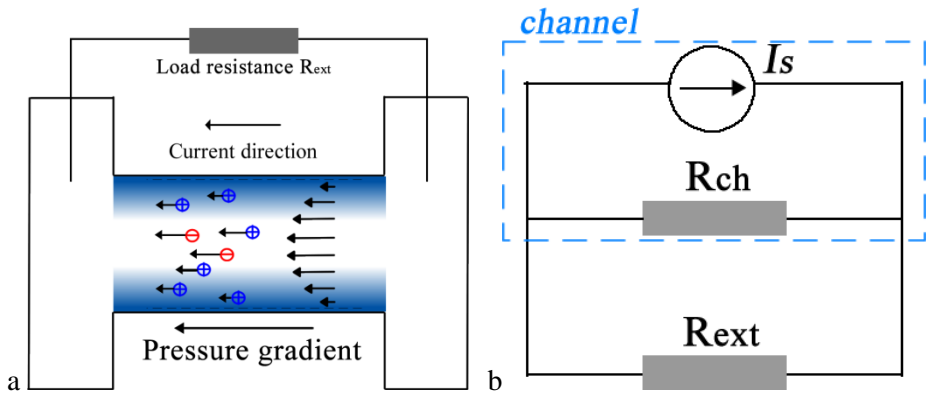 Load resistance Rext
Current direction
Pressure gradient
a
channel
Is
Rch
Rext
b